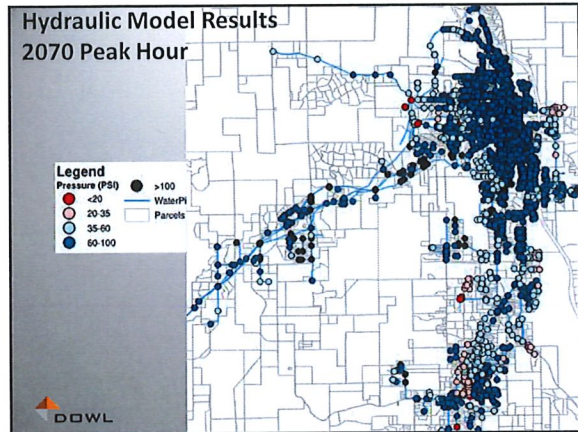 Hydraulic Model Results
2070 Peak Hour
Legend
Pressure (PSI)
<20
20-35
35-60
60-100
>100
WaterPi
Parcels
DOWL